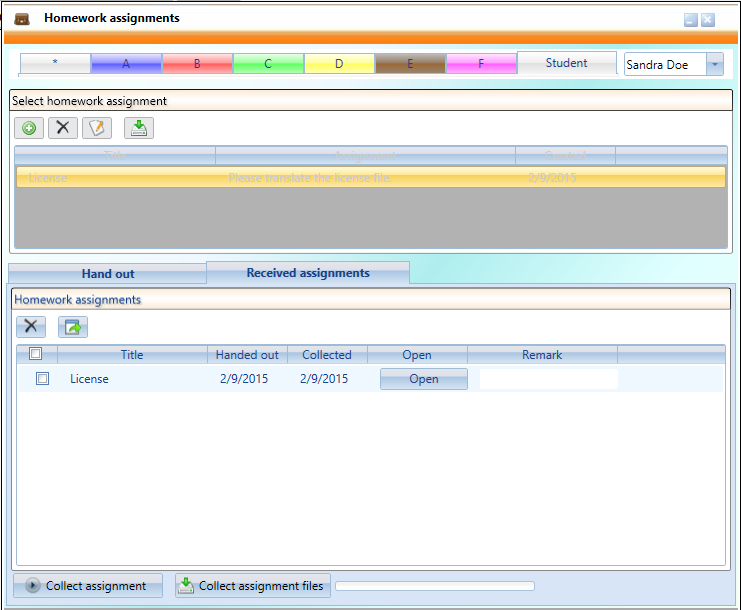 Homework assignments
* A B C D E F Student Sandra Doe
Select homework assignment
Title Assignment Created
License Please translate the license file. 2/9/2015
Hand out Received assignments
Homework assignments
Title Handed out Collected Open Remark
License 2/9/2015 2/9/2015 Open
Collect assignment Collect assignment files